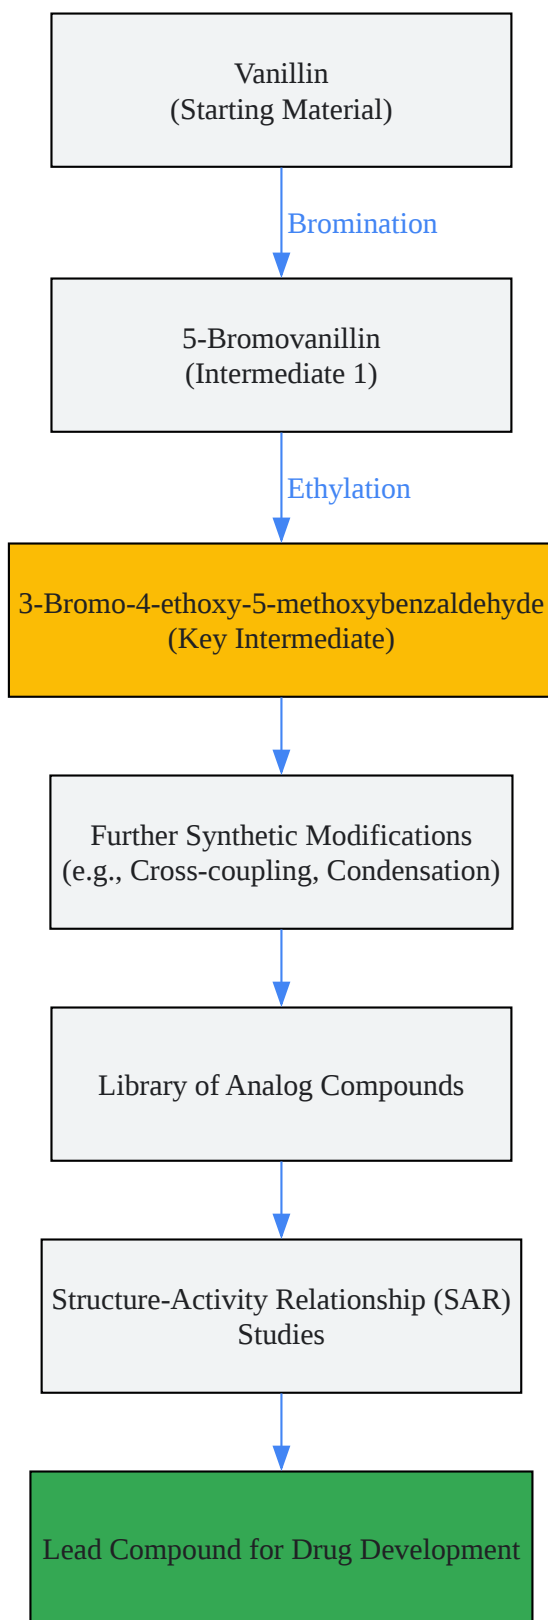 Vanillin
(Starting Material)
Bromination
5-Bromovanillin
(Intermediate 1)
Ethylation
3-Bromo-4-ethoxy-5-methoxybenzaldehyde
(Key Intermediate)
Further Synthetic Modifications
(e.g., Cross-coupling, Condensation)
Library of Analog Compounds
Structure-Activity Relationship (SAR)
Studies
Lead Compound for Drug Development